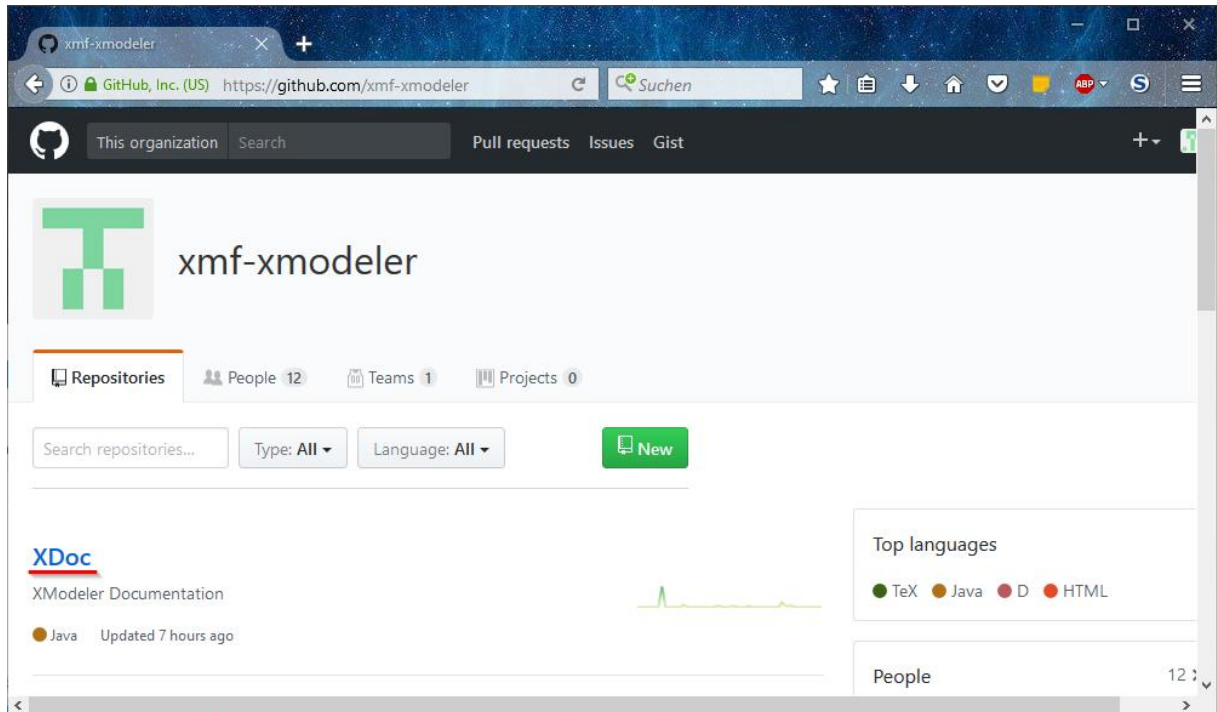 xmf-xmodeler
GitHub, Inc. (US) https://github.com/xmf-xmodeler Suchen ABP S
This organization Search Pull requests Issues Gist
xmf-xmodeler
Repositories People 12 Teams 1 Projects 0
Search repositories... Type: All Language: All New
XDoc
XModeler Documentation
Java Updated 7 hours ago
Top languages
TeX Java D HTML
People 12